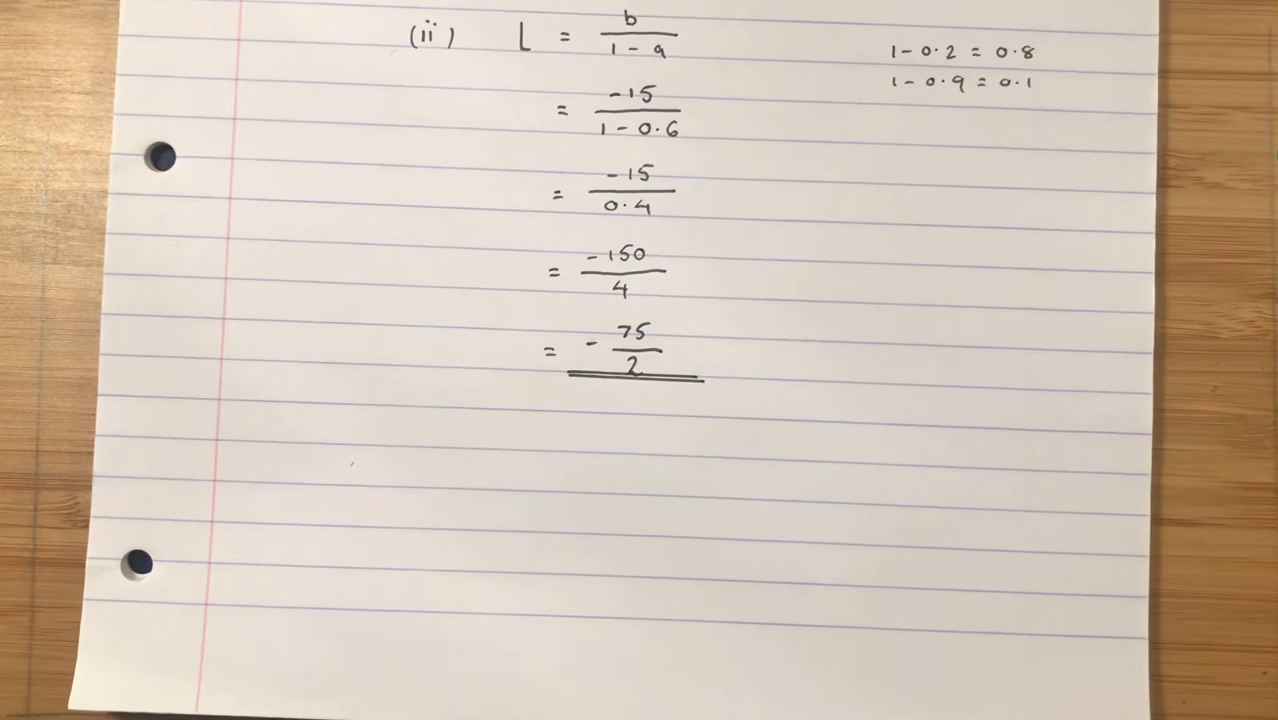 (ii) L = b / 1 - a
1 - 0.2 = 0.8
1 - 0.9 = 0.1
= -15 / 1 - 0.6
= -15 / 0.4
= -150 / 4
= - 75 / 2